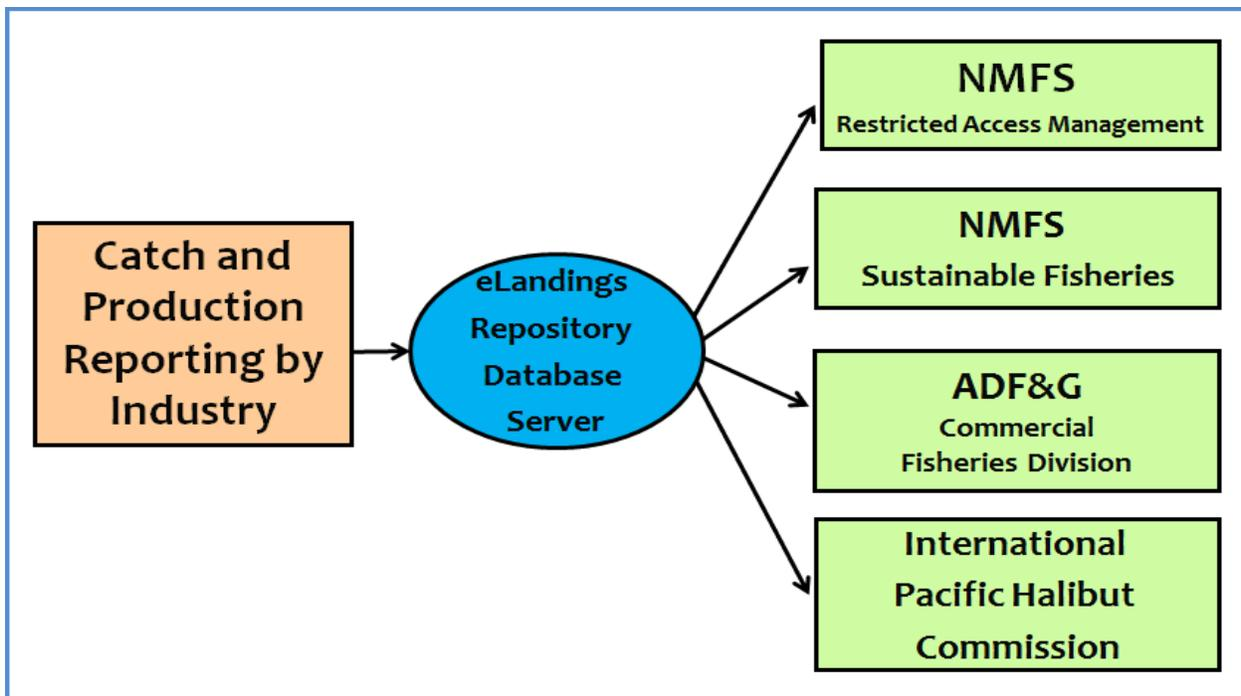 Catch and
Production
Reporting by
Industry
eLandings
Repository
Database
Server
NMFS
Restricted Access Management
NMFS
Sustainable Fisheries
ADF&G
Commercial
Fisheries Division
International
Pacific Halibut
Commission